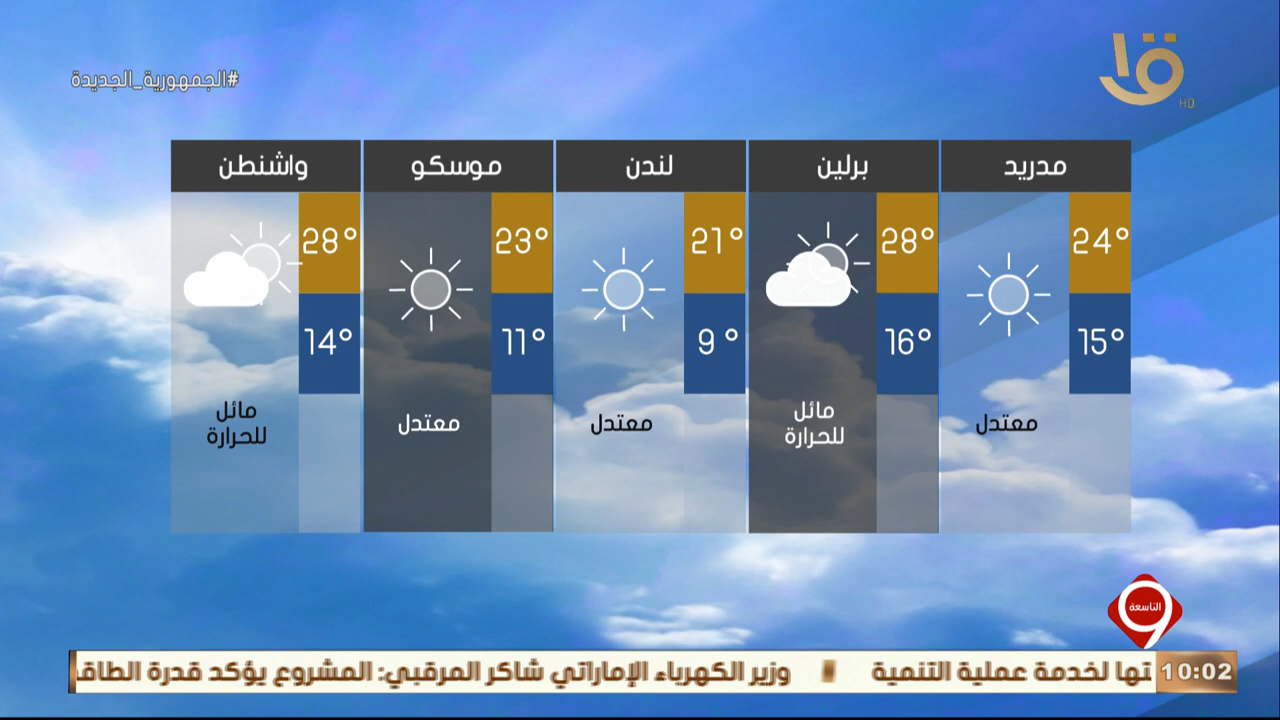 #الجمهورية_الجديدة
HD
مدريد
24°
15°
معتدل
برلين
28°
16°
مائل
للحرارة
لندن
21°
9°
معتدل
موسكو
23°
11°
معتدل
واشنطن
28°
14°
مائل
للحرارة
التاسعة
9
10:02
تها لخدمة عملية التنمية
وزير الكهرباء الإماراتي شاكر المرقبي: المشروع يؤكد قدرة الطاق